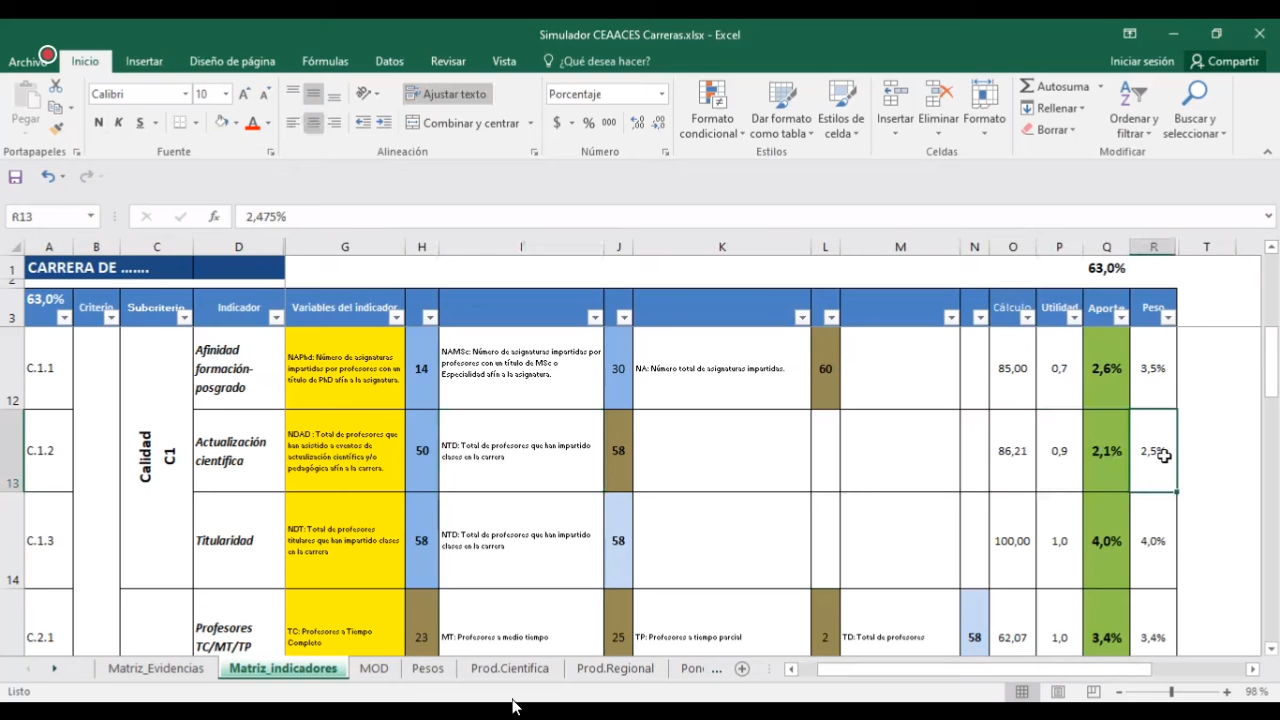 Simulador CEAACES Carreras.xlsx - Excel
Archivo Inicio Insertar Diseño de página Fórmulas Datos Revisar Vista ¿Qué desea hacer? Iniciar sesión Compartir
Calibri 10 Ajustar texto Porcentaje Autosuma
Pegar N K S Combinar y centrar $ % 000 Formato condicional Dar formato como tabla Estilos de celda Insertar Eliminar Formato Rellenar Borrar Ordenar y filtrar Buscar y seleccionar
Portapapeles Fuente Alineación Número Estilos Celdas Modificar
R13 fx 2,475%
A B C D G H I J K L M N O P Q R T
1 CARRERA DE ....... 63,0%
2
3 63,0% Criterio Subcriterio Indicador Variables del indicador Cálculo Utilidad Aporte Peso
12 C.1.1
Afinidad
formación-
posgrado
NAPhd: Número de asignaturas
impartidas por profesores con un
título de PhD afín a la asignatura.
14
NAMSc: Número de asignaturas impartidas por
profesores con un título de MSc o
Especialidad afín a la asignatura.
30
NA: Número total de asignaturas impartidas.
60 85,00 0,7 2,6% 3,5%
Calidad
C1
13 C.1.2
Actualización
científica
NDAD : Total de profesores que
han asistido a eventos de
actualización científica y/o
pedagógica afín a la carrera.
50
NTD: Total de profesores que han impartido
clases en la carrera
58 86,21 0,9 2,1% 2,5%
14 C.1.3
Titularidad
NDT: Total de profesores
titulares que han impartido clases
en la carrera
58
NTD: Total de profesores que han impartido
clases en la carrera
58 100,00 1,0 4,0% 4,0%
C.2.1
Profesores
TC/MT/TP
TC: Profesores a Tiempo
Completo
23
MT: Profesores a medio tiempo
25
TP: Profesores a tiempo parcial
2
TD: Total de profesores
58 62,07 1,0 3,4% 3,4%
Matriz_Evidencias Matriz_indicadores MOD Pesos Prod.Cientifica Prod.Regional Pon ...
Listo 98 %